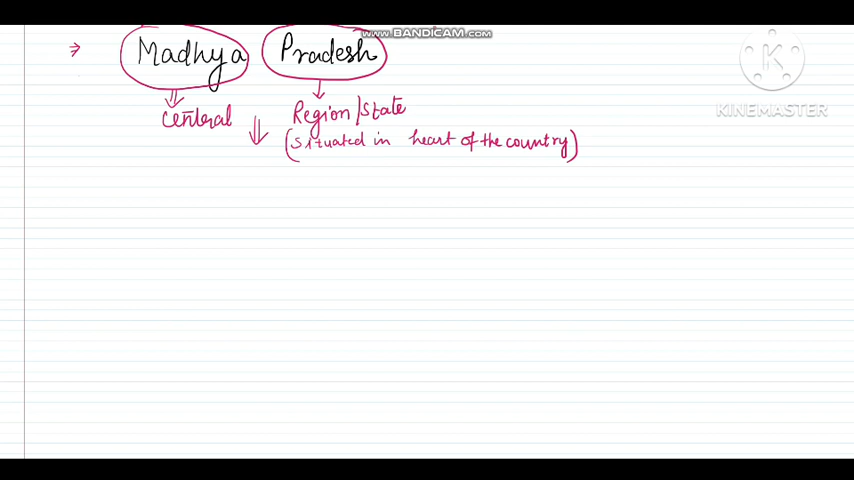 www.BANDICAM.com
⇒ Madhya Pradesh
KINEMASTER
Central
Region/State
(Situated in heart of the country)